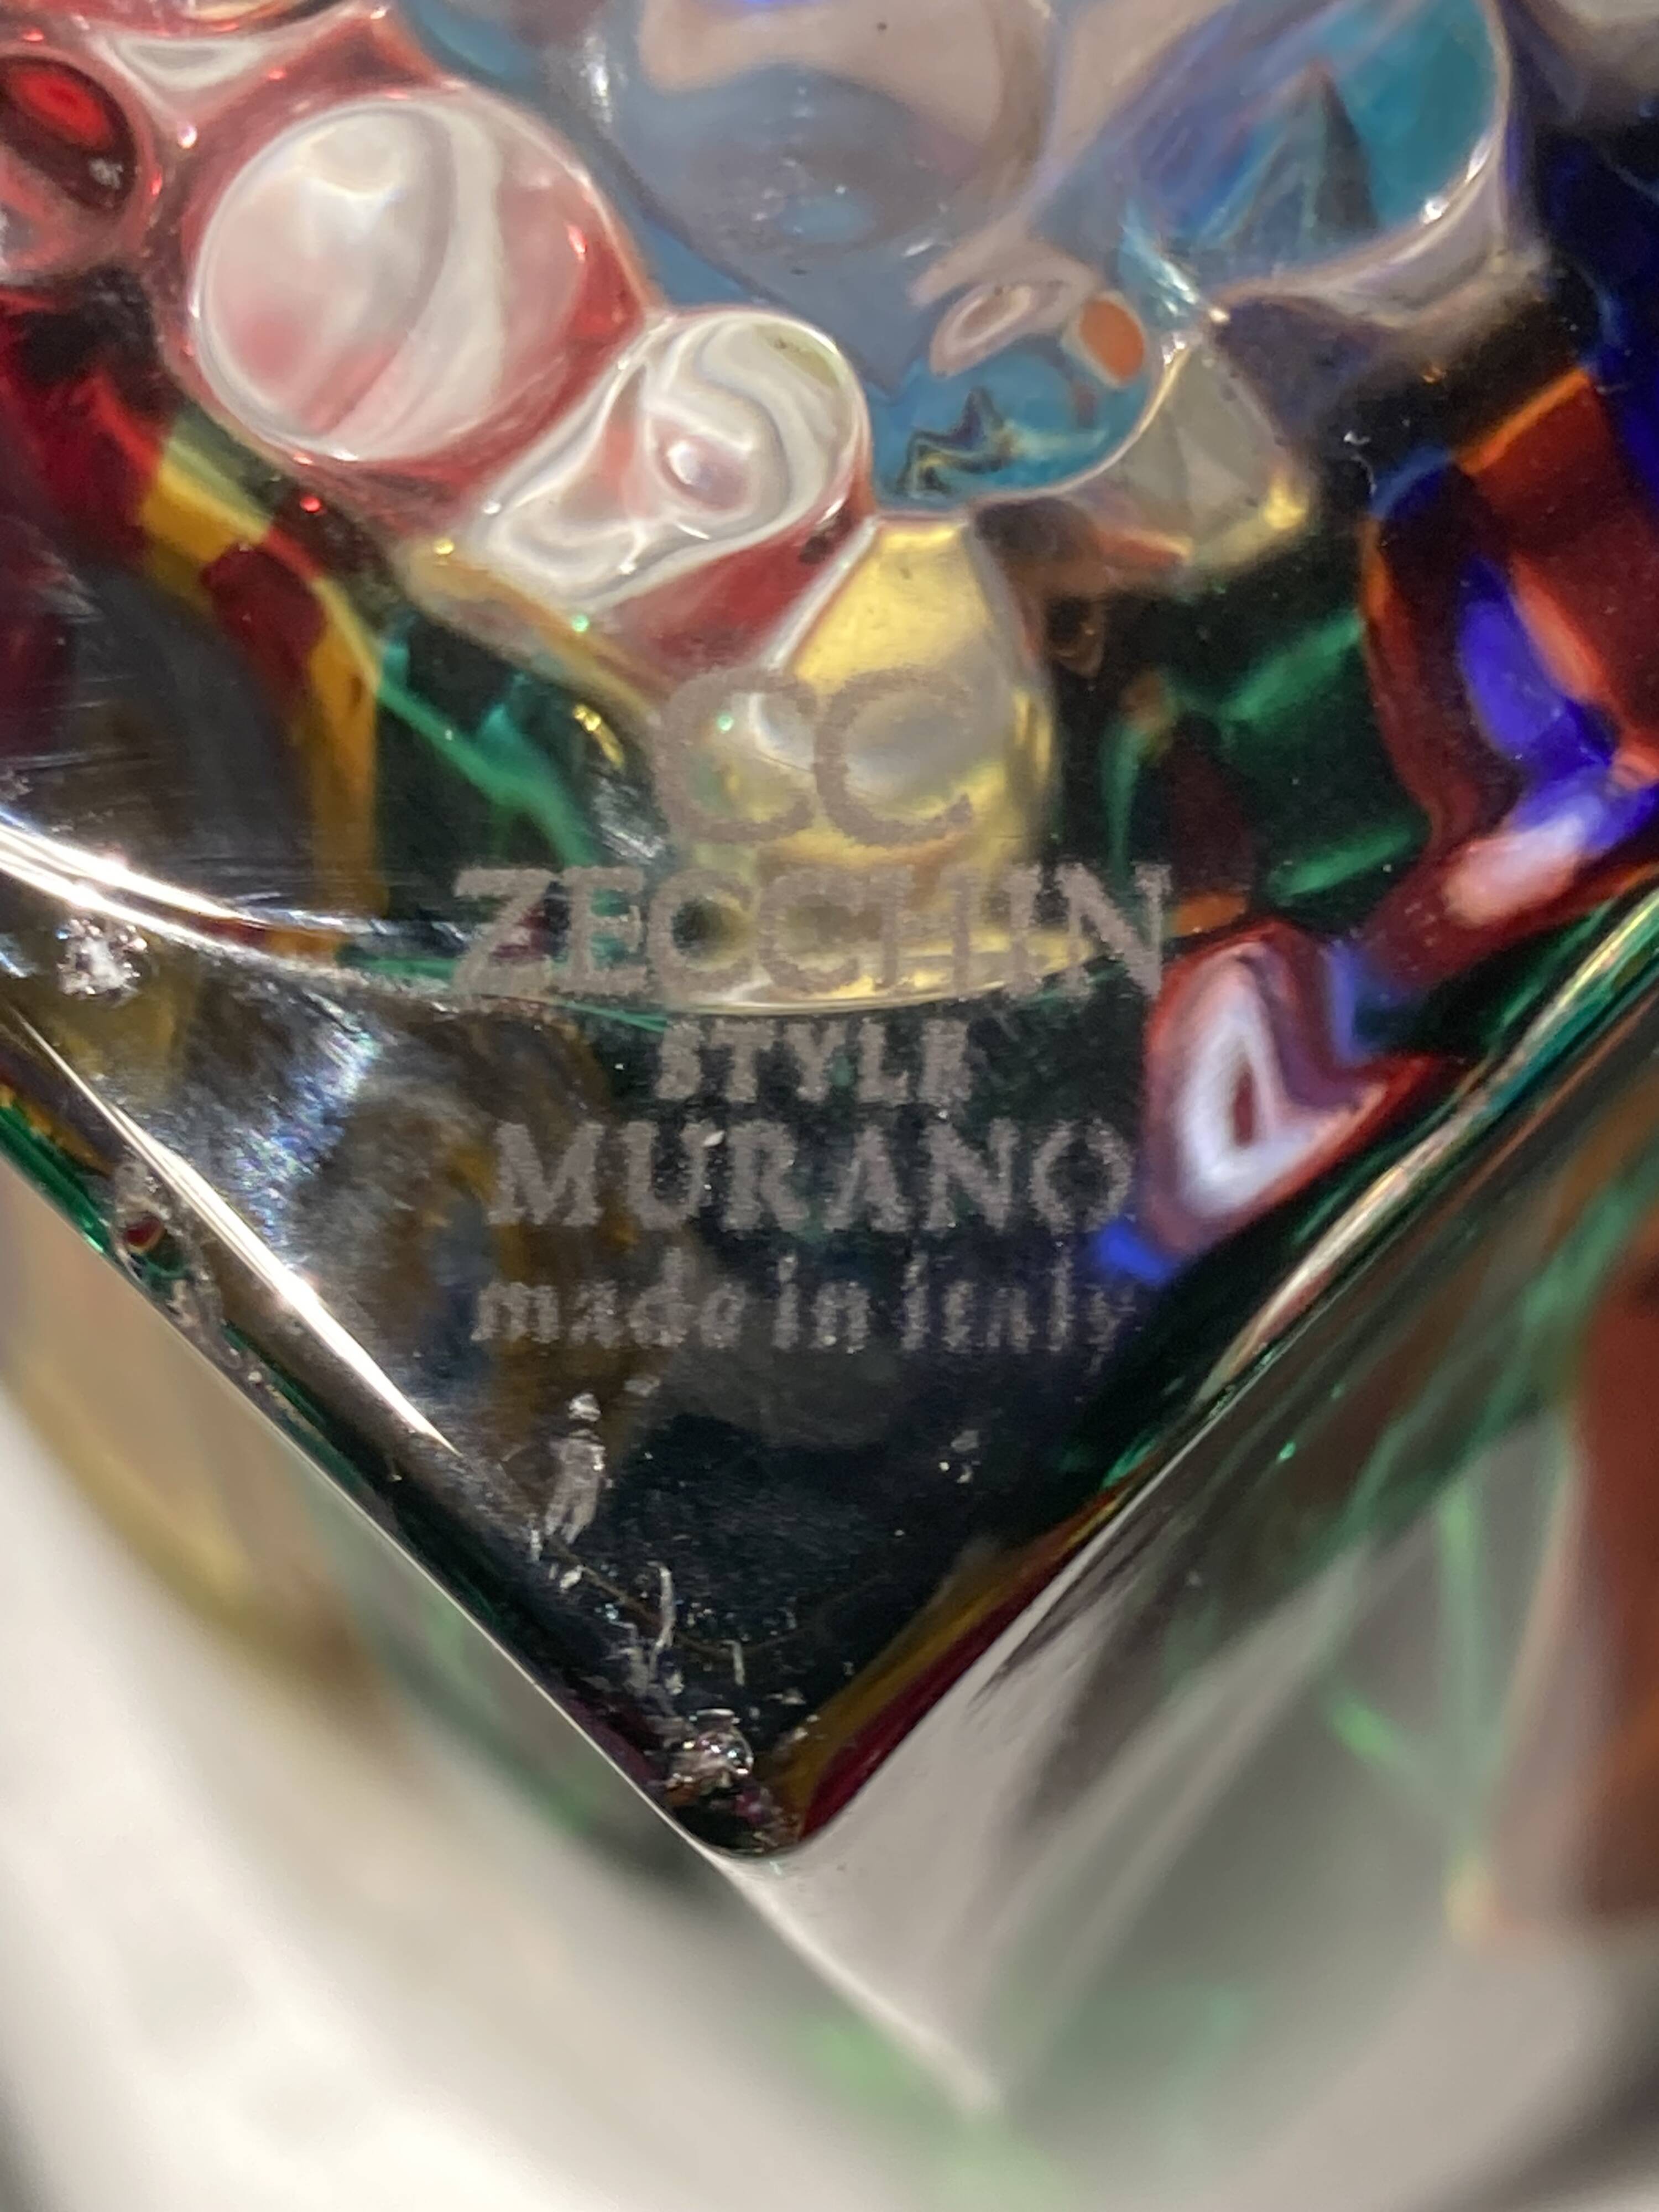 CC
ZECCHIN
STYLE
MURANO
made in italy